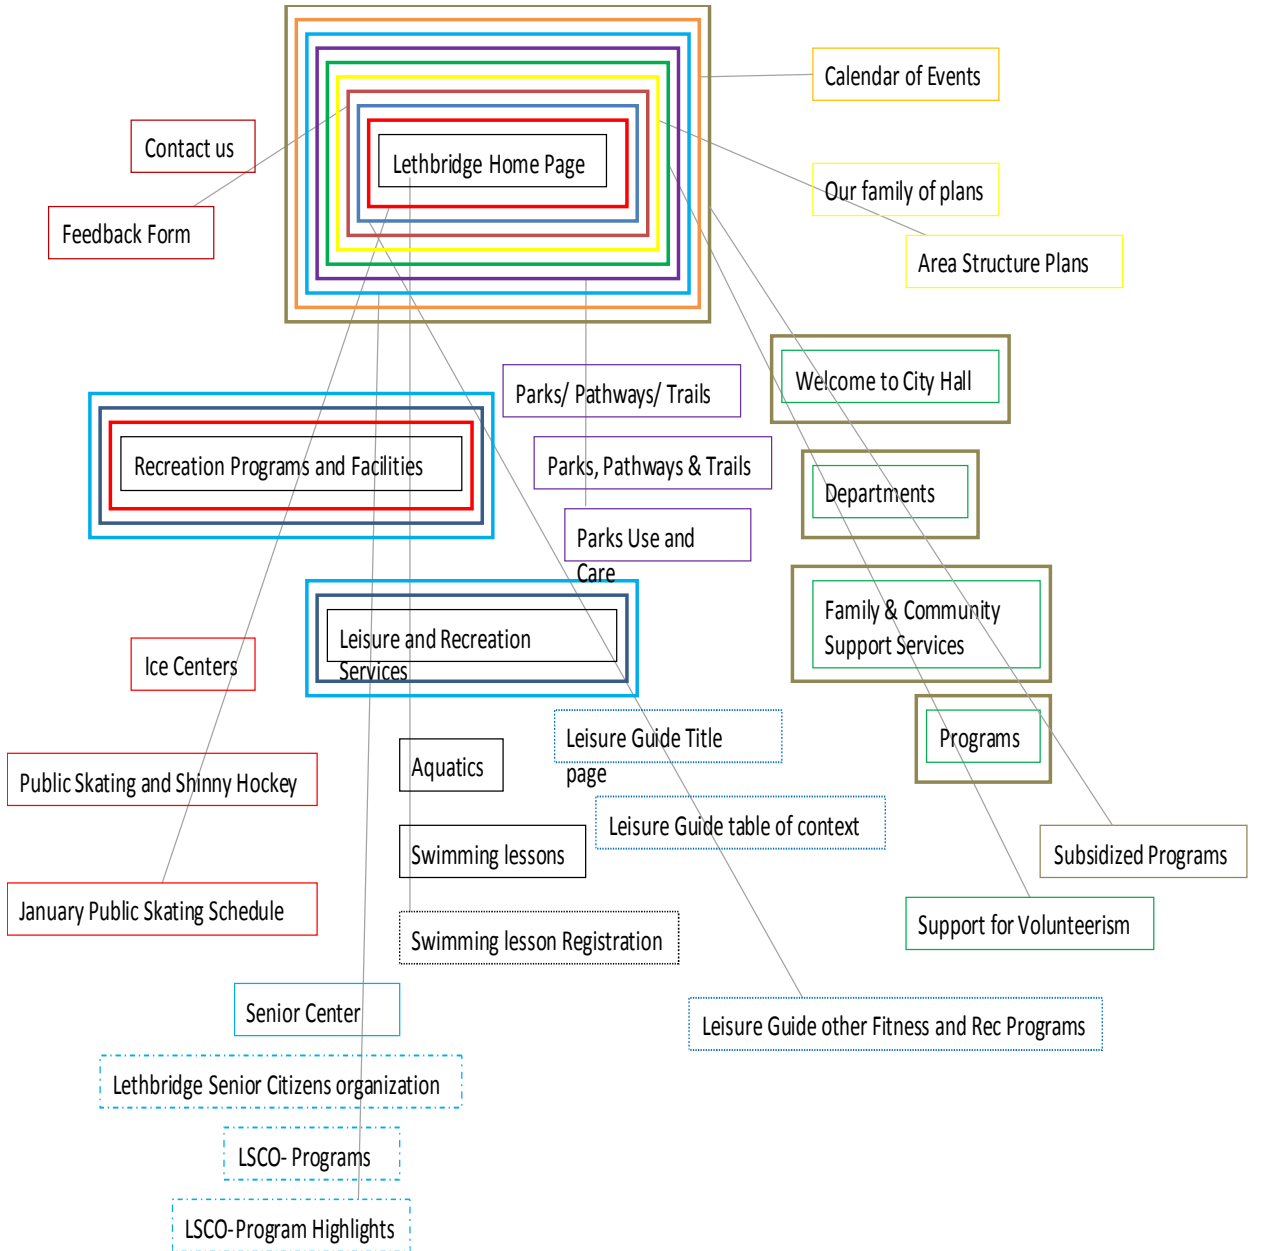 Calendar of Events
Contact us
Lethbridge Home Page
Our family of plans
Feedback Form
Area Structure Plans
Parks/ Pathways/ Trails
Welcome to City Hall
Recreation Programs and Facilities
Parks, Pathways & Trails
Departments
Parks Use and
Care
Family & Community
Support Services
Leisure and Recreation
Services
Ice Centers
Leisure Guide Title
page
Programs
Public Skating and Shinny Hockey
Aquatics
Leisure Guide table of context
Swimming lessons
Subsidized Programs
January Public Skating Schedule
Support for Volunteerism
Swimming lesson Registration
Senior Center
Leisure Guide other Fitness and Rec Programs
Lethbridge Senior Citizens organization
LSCO- Programs
LSCO-Program Highlights